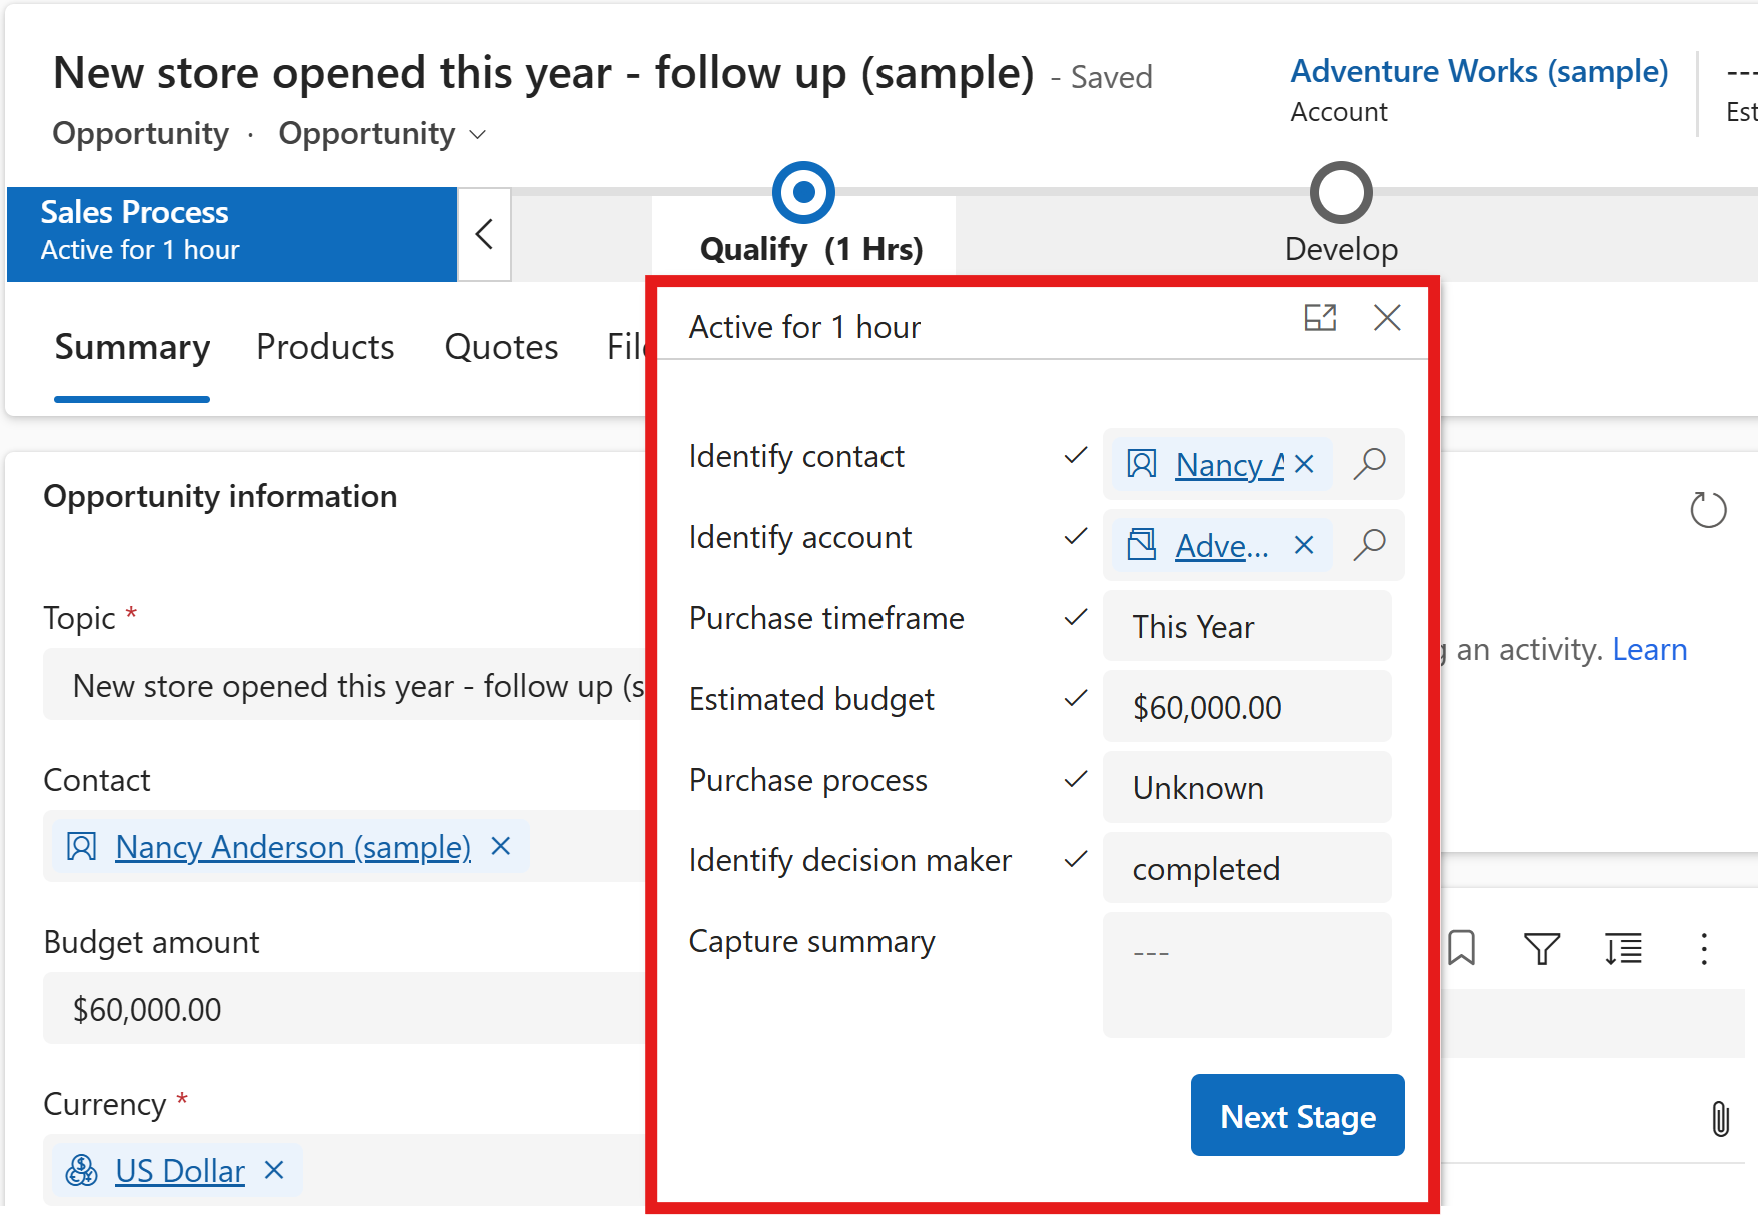 New store opened this year - follow up (sample) - Saved
Opportunity · Opportunity
Adventure Works (sample)
Account
---
Est
Sales Process
Active for 1 hour
Qualify (1 Hrs)
Develop
Summary Products Quotes File
Active for 1 hour
Identify contact Nancy A
Identify account Adve...
Purchase timeframe This Year
Estimated budget $60,000.00
Purchase process Unknown
Identify decision maker completed
Capture summary ---
Next Stage
Opportunity information
Topic *
New store opened this year - follow up (s
Contact
Nancy Anderson (sample)
Budget amount
$60,000.00
Currency *
US Dollar
g an activity. Learn